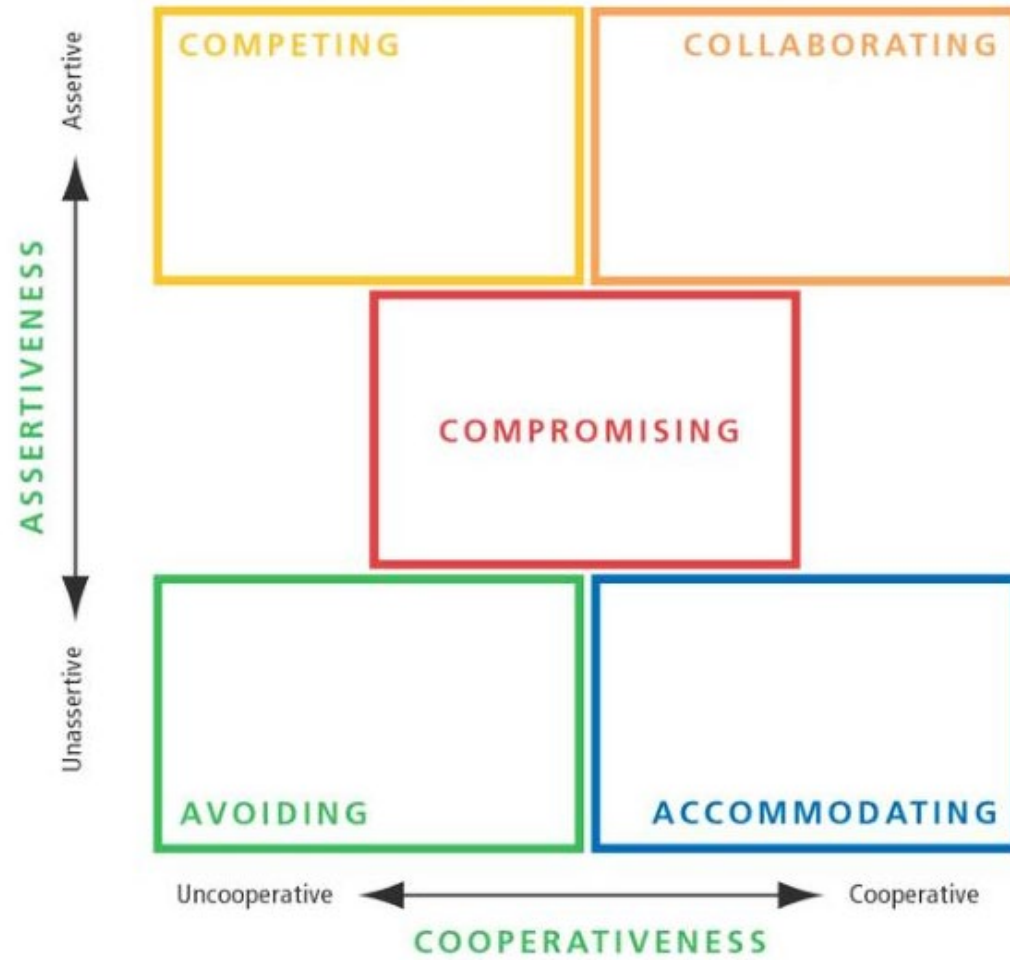 Assertive
COMPETING
COLLABORATING
ASSERTIVENESS
COMPROMISING
Unassertive
AVOIDING
ACCOMMODATING
Uncooperative
Cooperative
COOPERATIVENESS